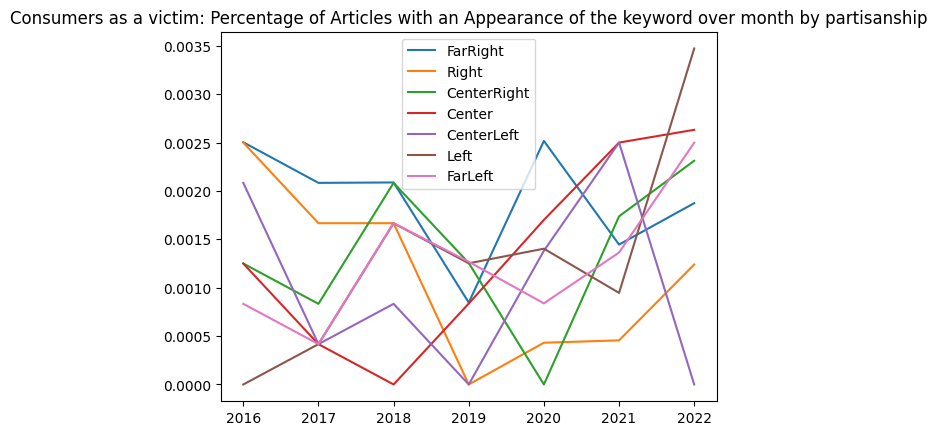 Consumers as a victim: Percentage of Articles with an Appearance of the keyword over month by partisanship
0.0035
0.0030
0.0025
0.0020
0.0015
0.0010
0.0005
0.0000
FarRight
Right
CenterRight
Center
CenterLeft
Left
FarLeft
2016 2017 2018 2019 2020 2021 2022